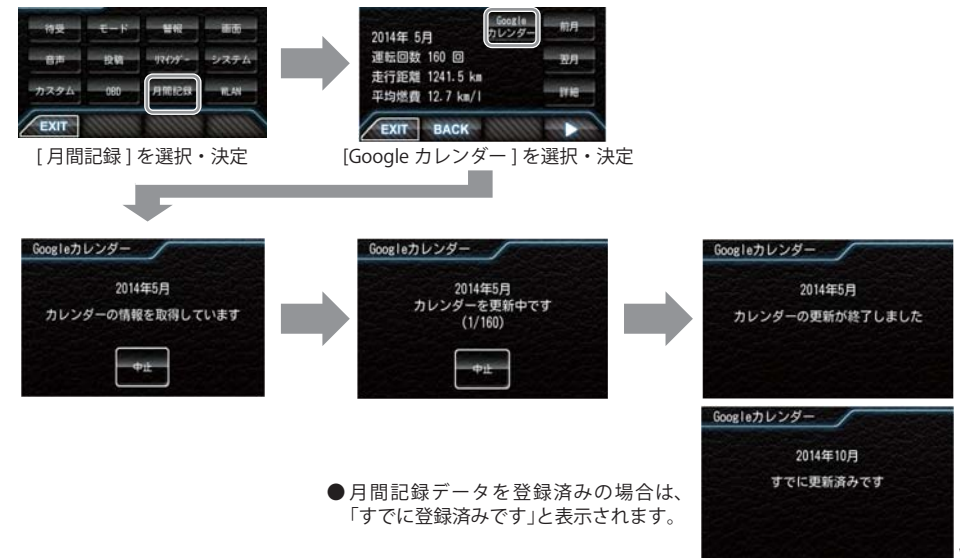 待受 モード 警報 画面
音声 投稿 リマインダー システム
カスタム OBD 月間記録 WLAN
EXIT
[ 月間記録 ] を選択・決定
Google
カレンダー
前月
2014年 5月
運転回数 160 回
翌月
走行距離 1241.5 km
平均燃費 12.7 km/l
詳細
EXIT BACK
[Google カレンダー ] を選択・決定
Googleカレンダー
2014年5月
カレンダーの情報を取得しています
中止
Googleカレンダー
2014年5月
カレンダーを更新中です
(1/160)
中止
Googleカレンダー
2014年5月
カレンダーの更新が終了しました
Googleカレンダー
2014年10月
すでに更新済みです
●月間記録データを登録済みの場合は、
「すでに登録済みです」と表示されます。